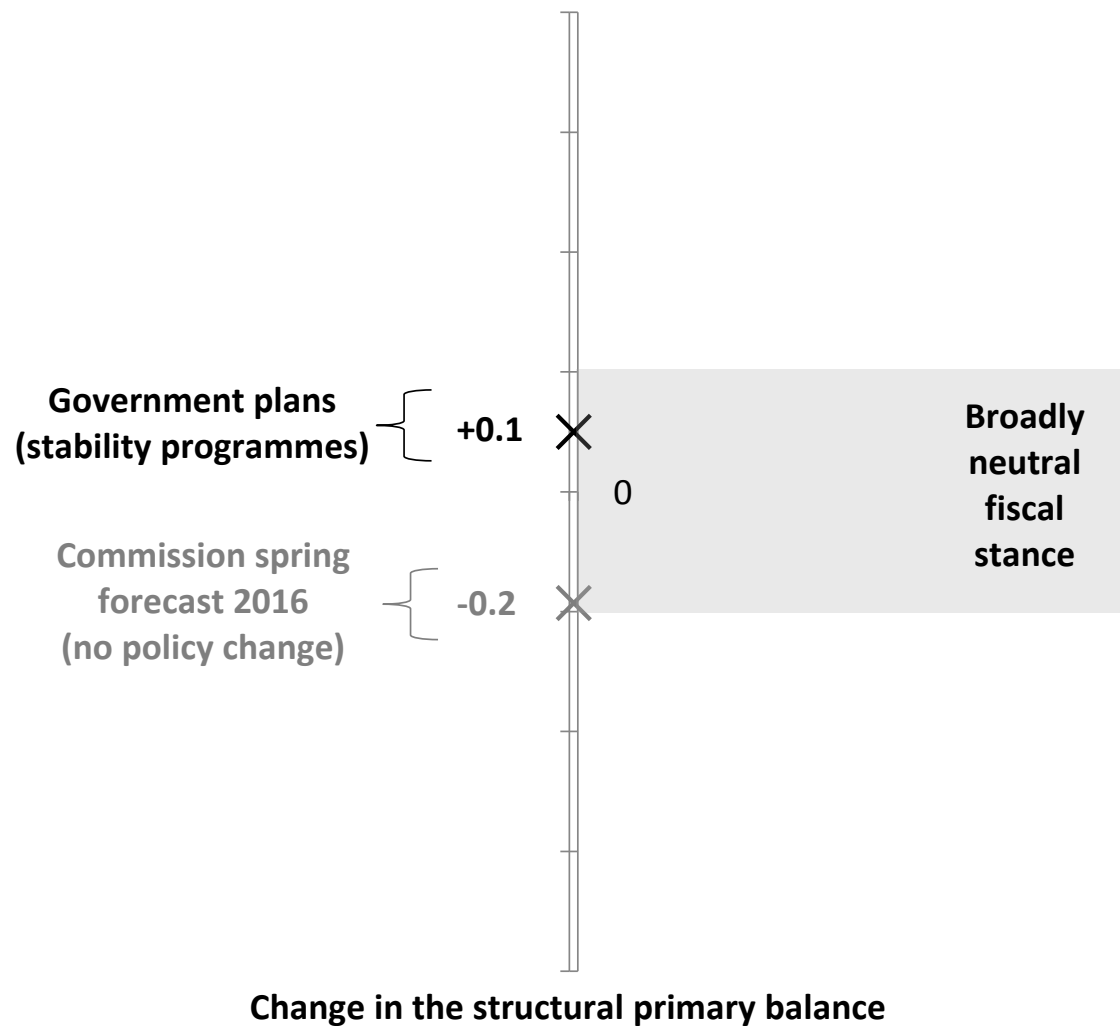 Government plans
(stability programmes)
+0.1
Broadly
neutral
fiscal
stance
0
Commission spring
forecast 2016
(no policy change)
-0.2
Change in the structural primary balance